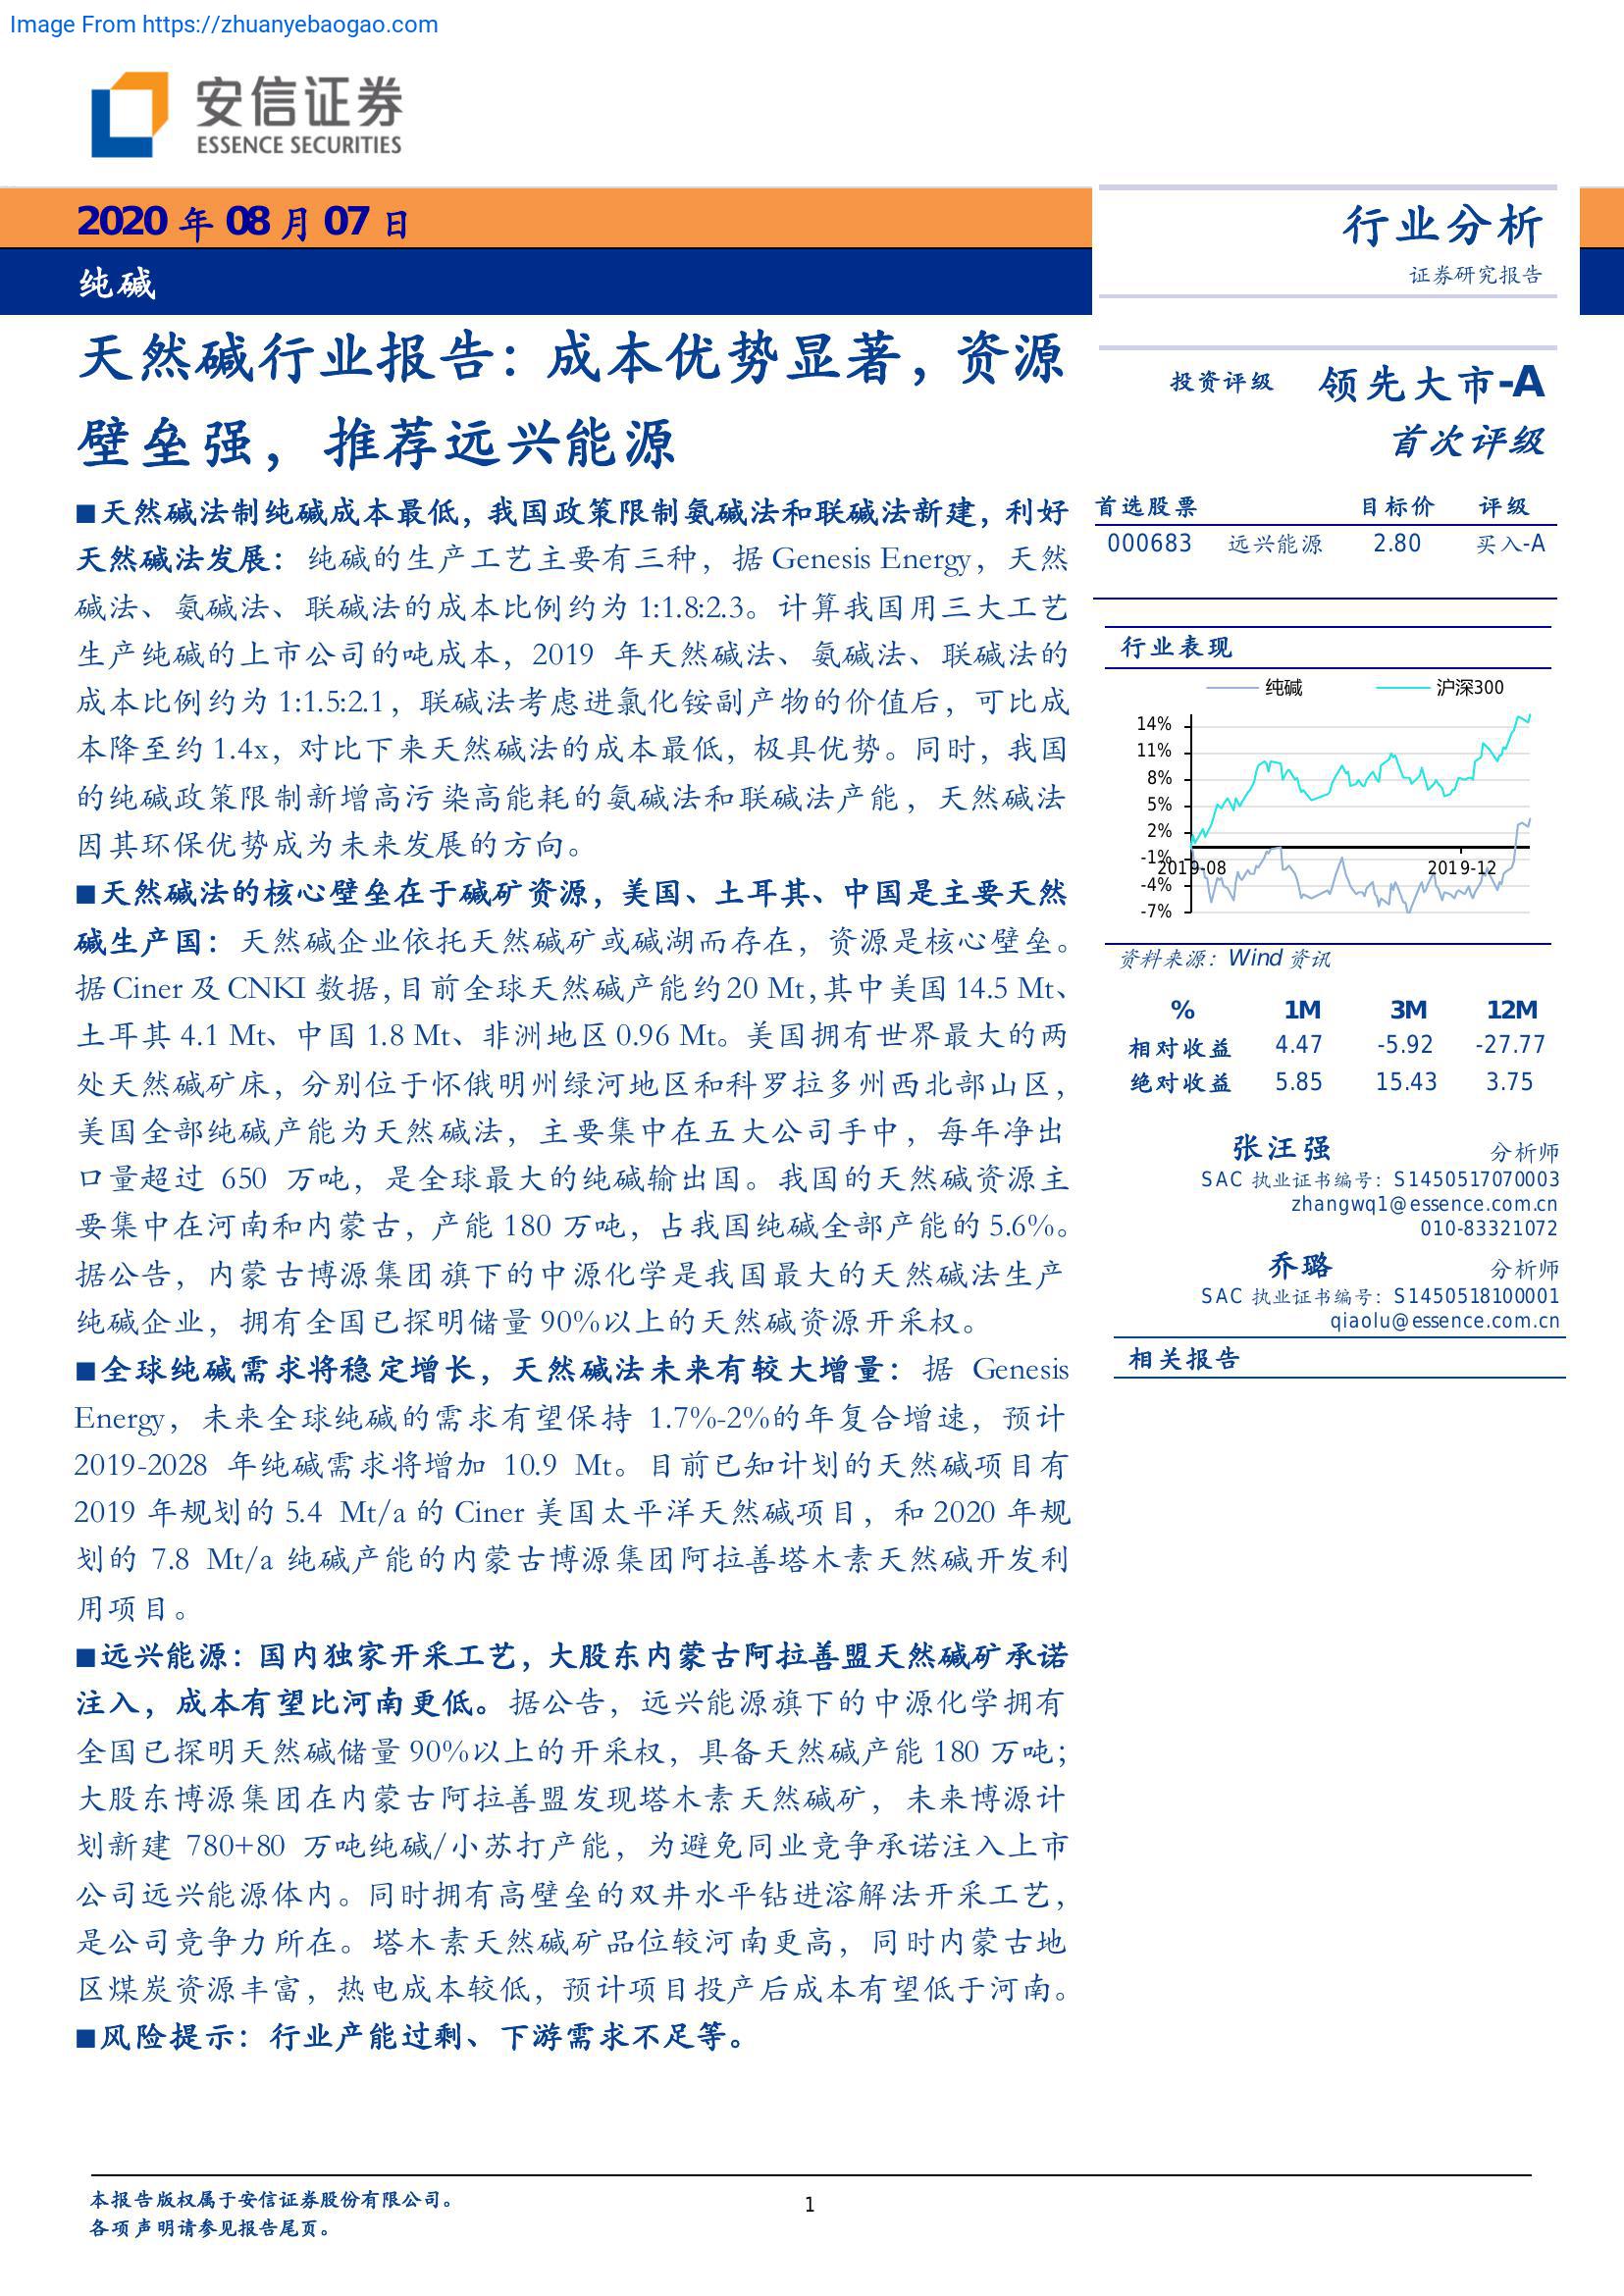 Image From https://zhuanyebaogao.com
安信证券
ESSENCE SECURITIES
2020 年 08 月 07 日
纯碱
行业分析
证券研究报告
天然碱行业报告：成本优势显著，资源
壁垒强，推荐远兴能源
■天然碱法制纯碱成本最低，我国政策限制氨碱法和联碱法新建，利好
天然碱法发展：纯碱的生产工艺主要有三种，据 Genesis Energy，天然
碱法、氨碱法、联碱法的成本比例约为 1:1.8:2.3。计算我国用三大工艺
生产纯碱的上市公司的吨成本，2019 年天然碱法、氨碱法、联碱法的
成本比例约为 1:1.5:2.1，联碱法考虑进氯化铵副产物的价值后，可比成
本降至约 1.4x，对比下来天然碱法的成本最低，极具优势。同时，我国
的纯碱政策限制新增高污染高能耗的氨碱法和联碱法产能，天然碱法
因其环保优势成为未来发展的方向。
■天然碱法的核心壁垒在于碱矿资源，美国、土耳其、中国是主要天然
碱生产国：天然碱企业依托天然碱矿或碱湖而存在，资源是核心壁垒。
据 Ciner 及 CNKI 数据，目前全球天然碱产能约 20 Mt，其中美国 14.5 Mt、
土耳其 4.1 Mt、中国 1.8 Mt、非洲地区 0.96 Mt。美国拥有世界最大的两
处天然碱矿床，分别位于怀俄明州绿河地区和科罗拉多州西北部山区，
美国全部纯碱产能为天然碱法，主要集中在五大公司手中，每年净出
口量超过 650 万吨，是全球最大的纯碱输出国。我国的天然碱资源主
要集中在河南和内蒙古，产能 180 万吨，占我国纯碱全部产能的 5.6%。
据公告，内蒙古博源集团旗下的中源化学是我国最大的天然碱法生产
纯碱企业，拥有全国已探明储量 90%以上的天然碱资源开采权。
■全球纯碱需求将稳定增长，天然碱法未来有较大增量：据 Genesis
Energy，未来全球纯碱的需求有望保持 1.7%-2%的年复合增速，预计
2019-2028 年纯碱需求将增加 10.9 Mt。目前已知计划的天然碱项目有
2019 年规划的 5.4 Mt/a 的 Ciner 美国太平洋天然碱项目，和 2020 年规
划的 7.8 Mt/a 纯碱产能的内蒙古博源集团阿拉善塔木素天然碱开发利
用项目。
■远兴能源：国内独家开采工艺，大股东内蒙古阿拉善盟天然碱矿承诺
注入，成本有望比河南更低。据公告，远兴能源旗下的中源化学拥有
全国已探明天然碱储量 90%以上的开采权，具备天然碱产能 180 万吨；
大股东博源集团在内蒙古阿拉善盟发现塔木素天然碱矿，未来博源计
划新建 780+80 万吨纯碱/小苏打产能，为避免同业竞争承诺注入上市
公司远兴能源体内。同时拥有高壁垒的双井水平钻进溶解法开采工艺，
是公司竞争力所在。塔木素天然碱矿品位较河南更高，同时内蒙古地
区煤炭资源丰富，热电成本较低，预计项目投产后成本有望低于河南。
■风险提示：行业产能过剩、下游需求不足等。
投资评级 领先大市-A
首次评级
首选股票 目标价 评级
000683 远兴能源 2.80 买入-A
行业表现
纯碱 沪深300
14%
11%
8%
5%
2%
-1%
2019-08 2019-12
-4%
-7%
资料来源：Wind 资讯
% 1M 3M 12M
相对收益 4.47 -5.92 -27.77
绝对收益 5.85 15.43 3.75
张汪强 分析师
SAC 执业证书编号：S1450517070003
zhangwq1@essence.com.cn
010-83321072
乔璐 分析师
SAC 执业证书编号：S1450518100001
qiaolu@essence.com.cn
相关报告
本报告版权属于安信证券股份有限公司。
各项声明请参见报告尾页。
1